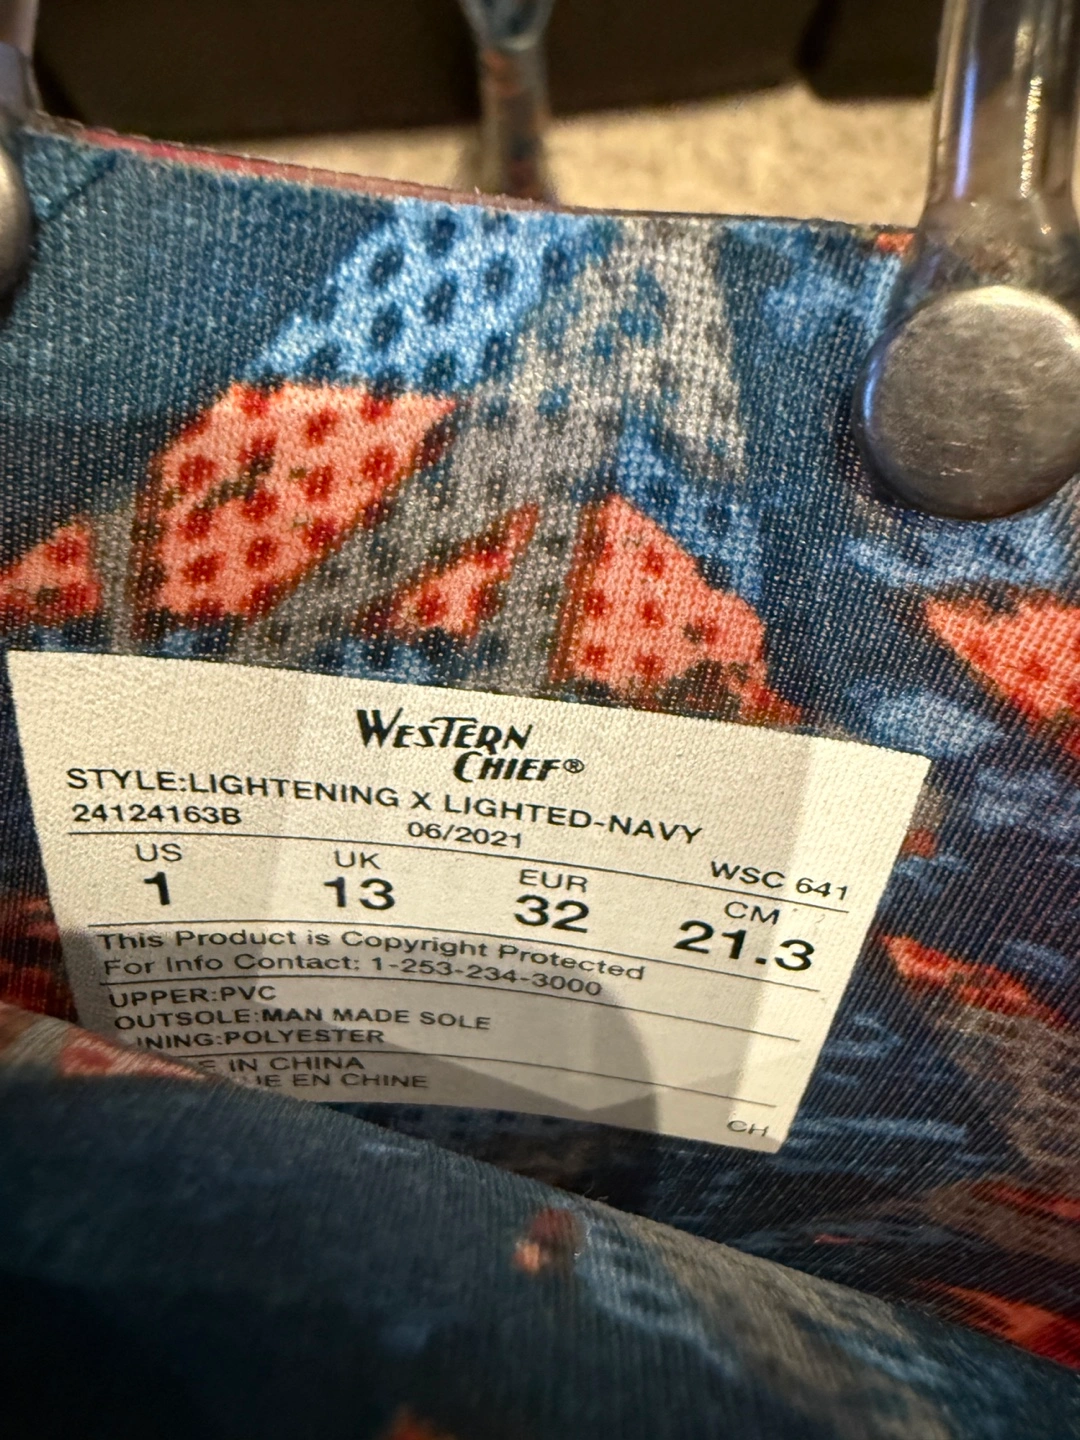 WESTERN
CHIEF®
STYLE:LIGHTENING X LIGHTED-NAVY
24124163B 06/2021 WSC 641
US UK EUR CM
1 13 32 21.3
This Product is Copyright Protected
For Info Contact: 1-253-234-3000
UPPER:PVC
OUTSOLE:MAN MADE SOLE
INING:POLYESTER
E IN CHINA
UE EN CHINE
CH